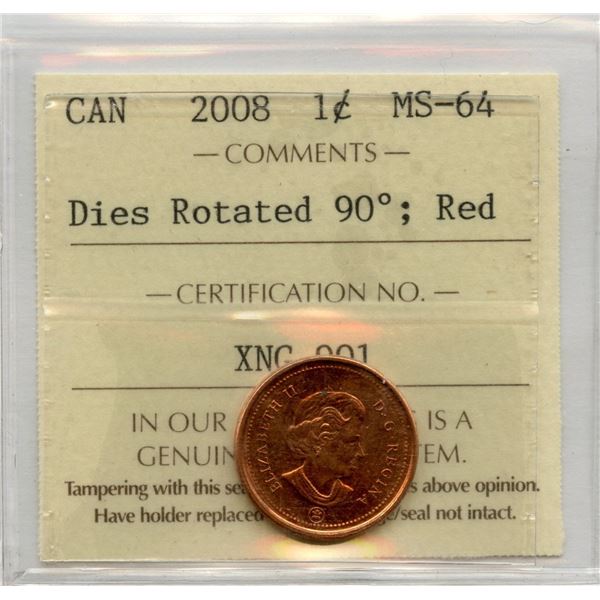 CAN 2008 1¢ MS-64
— COMMENTS —
Dies Rotated 90°; Red
— CERTIFICATION NO. —
XNG 001
IN OUR IS A
GENUIN TEM.
Tampering with this sea s above opinion.
Have holder replaced ge/seal not intact.
ELIZABETH II D·G·REGINA